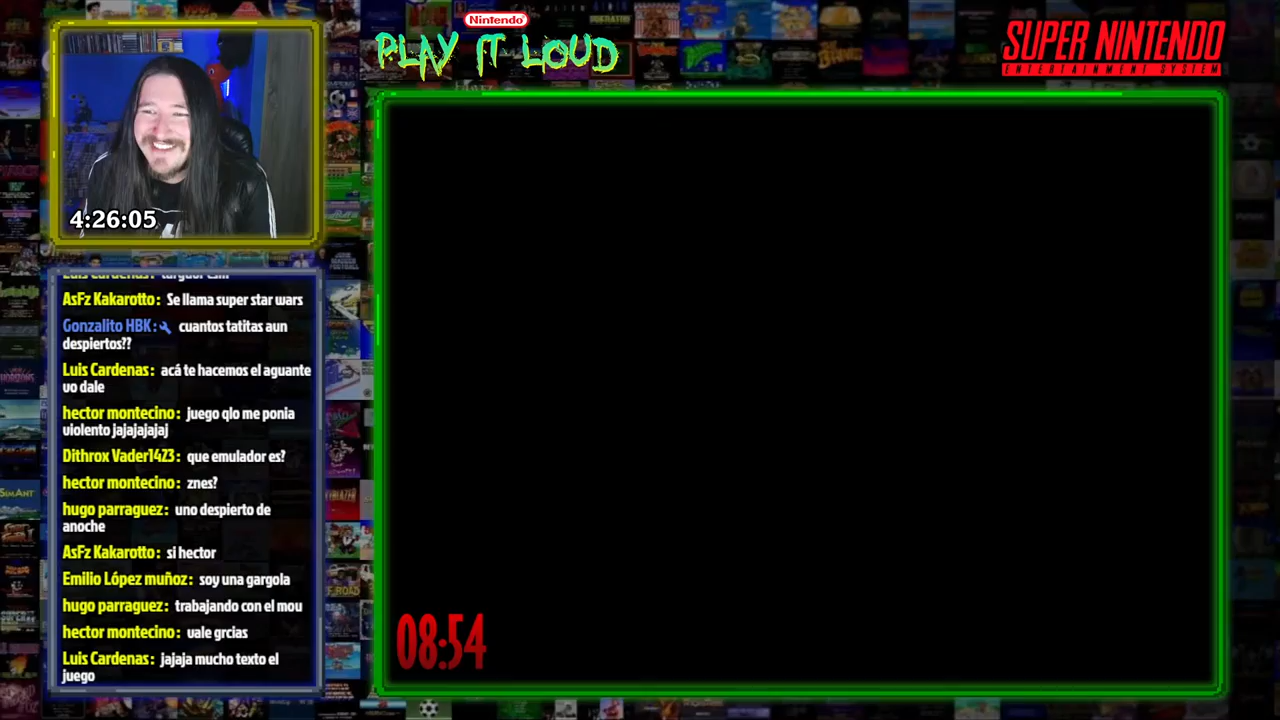 Nintendo
PLAY IT LOUD
SUPER NINTENDO
ENTERTAINMENT SYSTEM
4:26:05
AsFz Kakarotto: Se llama super star wars
Gonzalito HBK: cuantos tatitas aun
despiertos??
Luis Cardenas: acá te hacemos el aguante
vo dale
hector montecino: juego qlo me ponia
violento jajajajajaj
Dithrox Vader1423: que emulador es?
hector montecino: znes?
hugo parraguez: uno despierto de
anoche
AsFz Kakarotto: si hector
Emilio López muñoz: soy una gargola
hugo parraguez: trabajando con el mou
hector montecino: vale grcias
Luis Cardenas: jajaja mucho texto el
juego
08:54